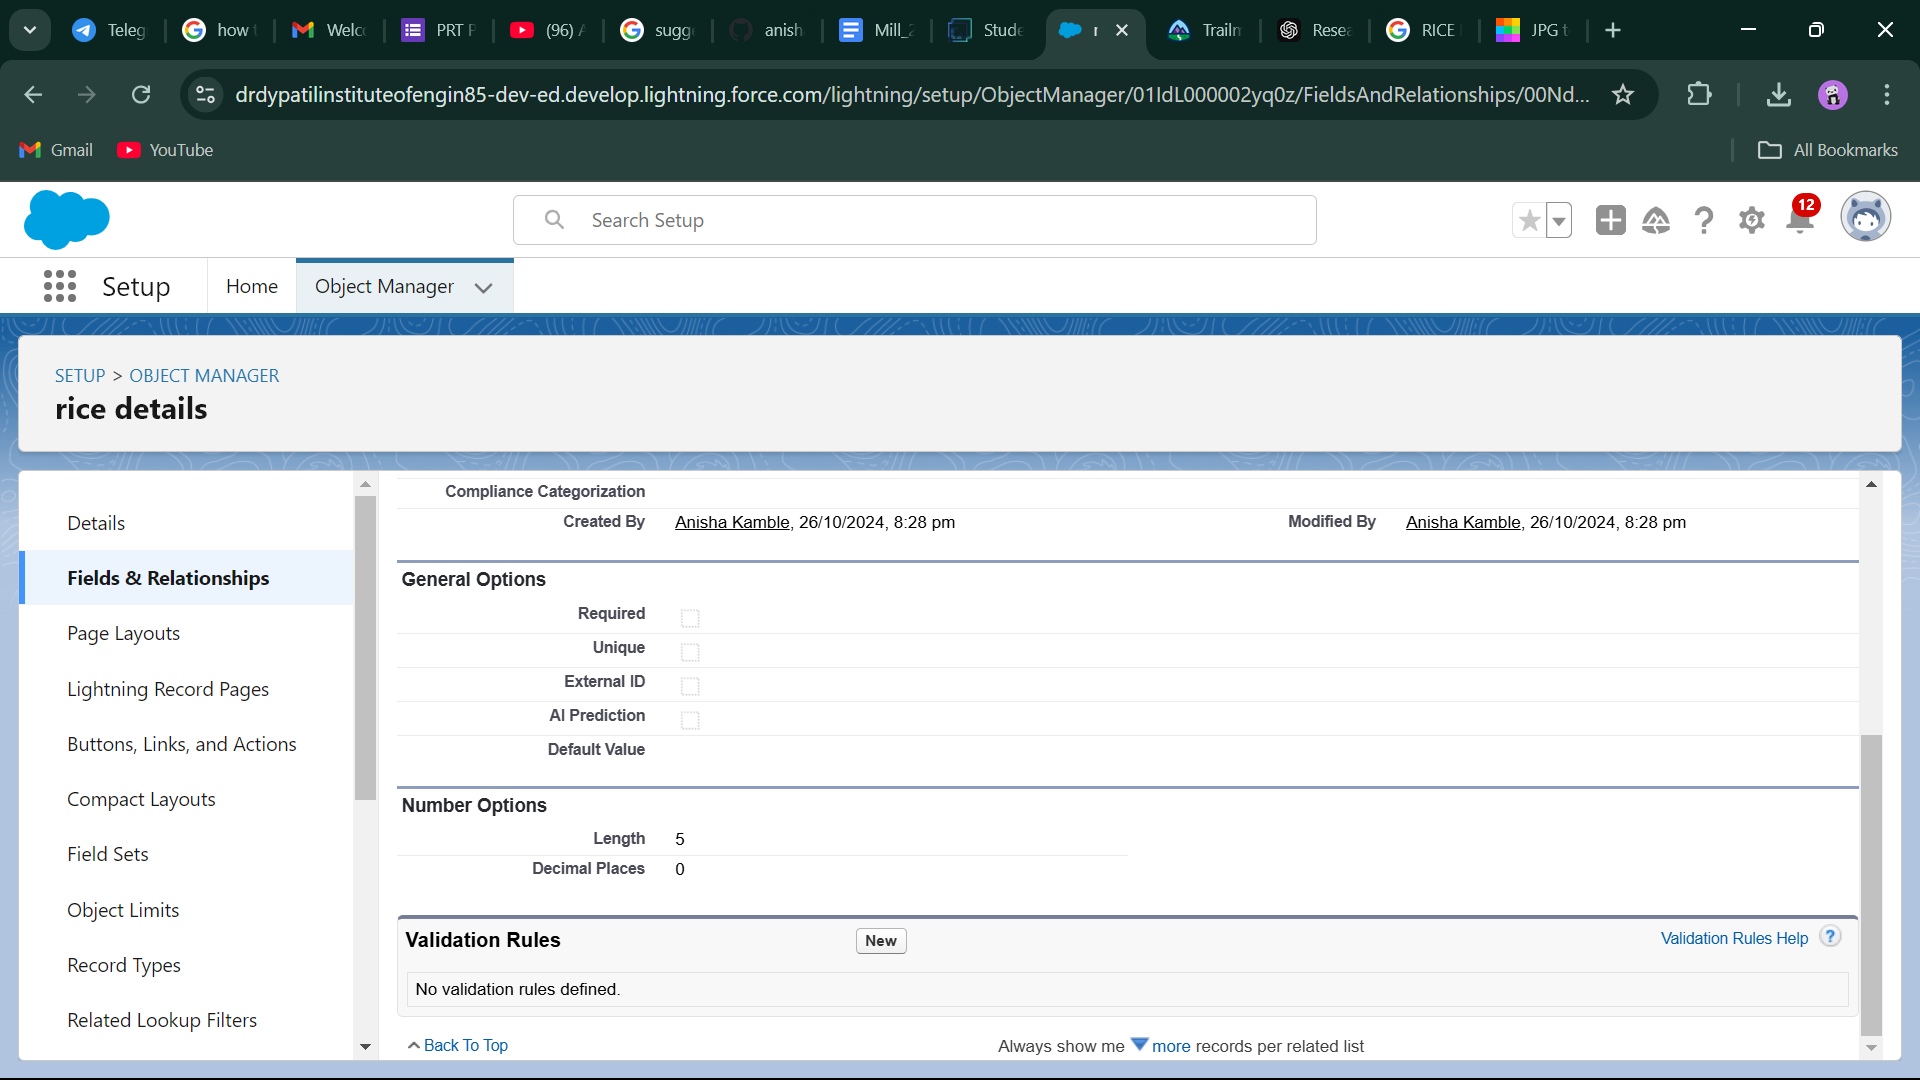 Teleg
how t
Welco
PRT P
(96) A
sugge
anish
Mill_2
Stude
r
Trailm
Resea
RICE
JPG t
drdypatilinstituteofengin85-dev-ed.develop.lightning.force.com/lightning/setup/ObjectManager/01IdL000002yq0z/FieldsAndRelationships/00Nd...
Gmail
YouTube
All Bookmarks
Search Setup
12
Setup
Home
Object Manager
SETUP > OBJECT MANAGER
rice details
Details
Fields & Relationships
Page Layouts
Lightning Record Pages
Buttons, Links, and Actions
Compact Layouts
Field Sets
Object Limits
Record Types
Related Lookup Filters
Compliance Categorization
Created By Anisha Kamble, 26/10/2024, 8:28 pm
Modified By Anisha Kamble, 26/10/2024, 8:28 pm
General Options
Required
Unique
External ID
AI Prediction
Default Value
Number Options
Length 5
Decimal Places 0
Validation Rules
New
Validation Rules Help ?
No validation rules defined.
Back To Top
Always show me more records per related list